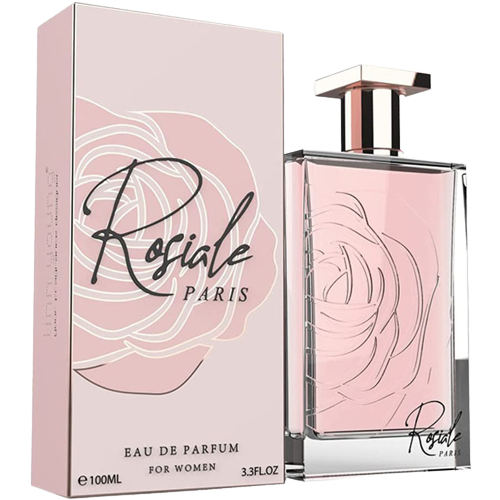 Rosiale
PARIS
EAU DE PARFUM
FOR WOMEN
℮100ML 3.3FL.OZ
Rosiale
PARIS